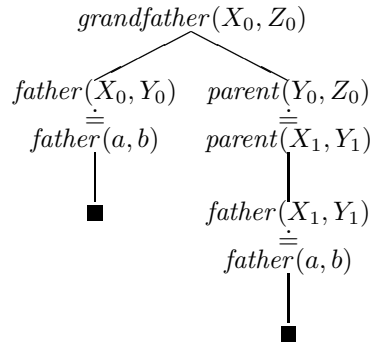 grandfather(X₀, Z₀)
father(X₀, Y₀) parent(Y₀, Z₀)
≐ ≐
father(a, b) parent(X₁, Y₁)
father(X₁, Y₁)
≐
father(a, b)